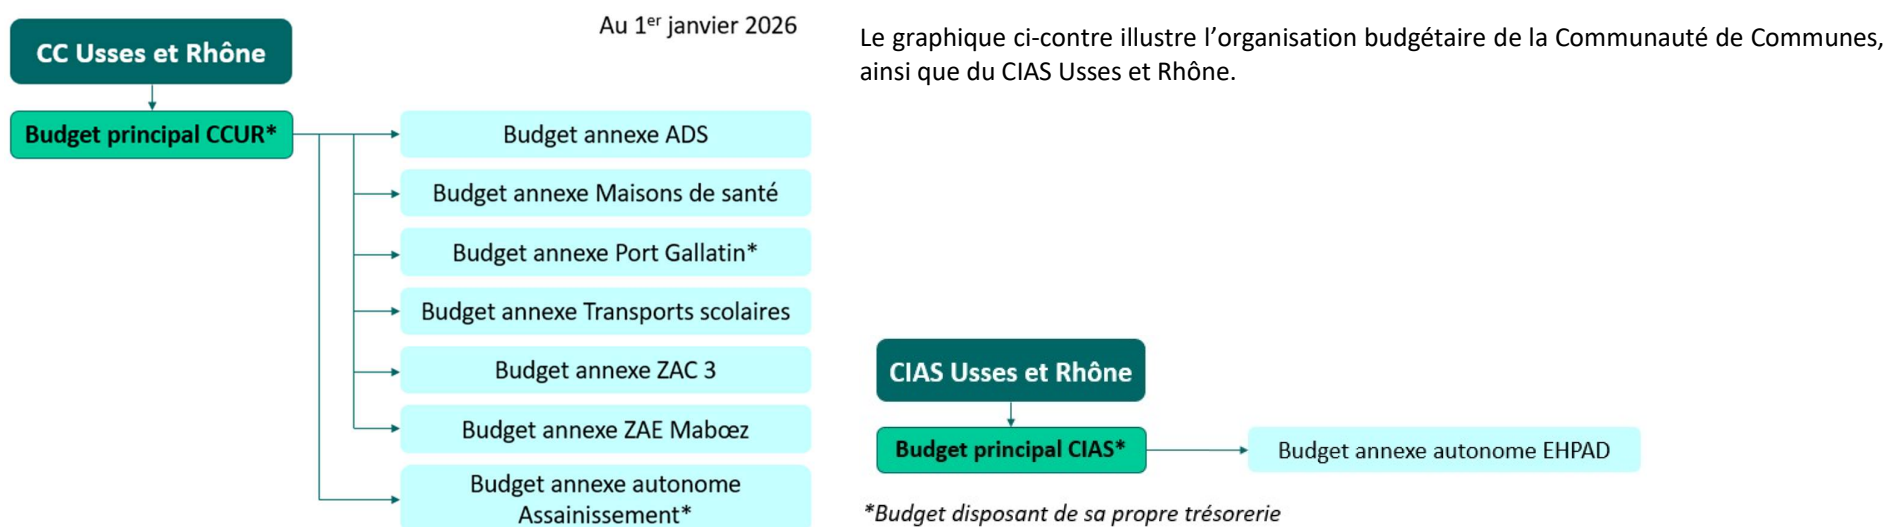 Au 1er janvier 2026
CC Usses et Rhône
Budget principal CCUR*
Budget annexe ADS
Budget annexe Maisons de santé
Budget annexe Port Gallatin*
Budget annexe Transports scolaires
Budget annexe ZAC 3
Budget annexe ZAE Mabœz
Budget annexe autonome
Assainissement*
Le graphique ci-contre illustre l’organisation budgétaire de la Communauté de Communes,
ainsi que du CIAS Usses et Rhône.
CIAS Usses et Rhône
Budget principal CIAS*
Budget annexe autonome EHPAD
*Budget disposant de sa propre trésorerie